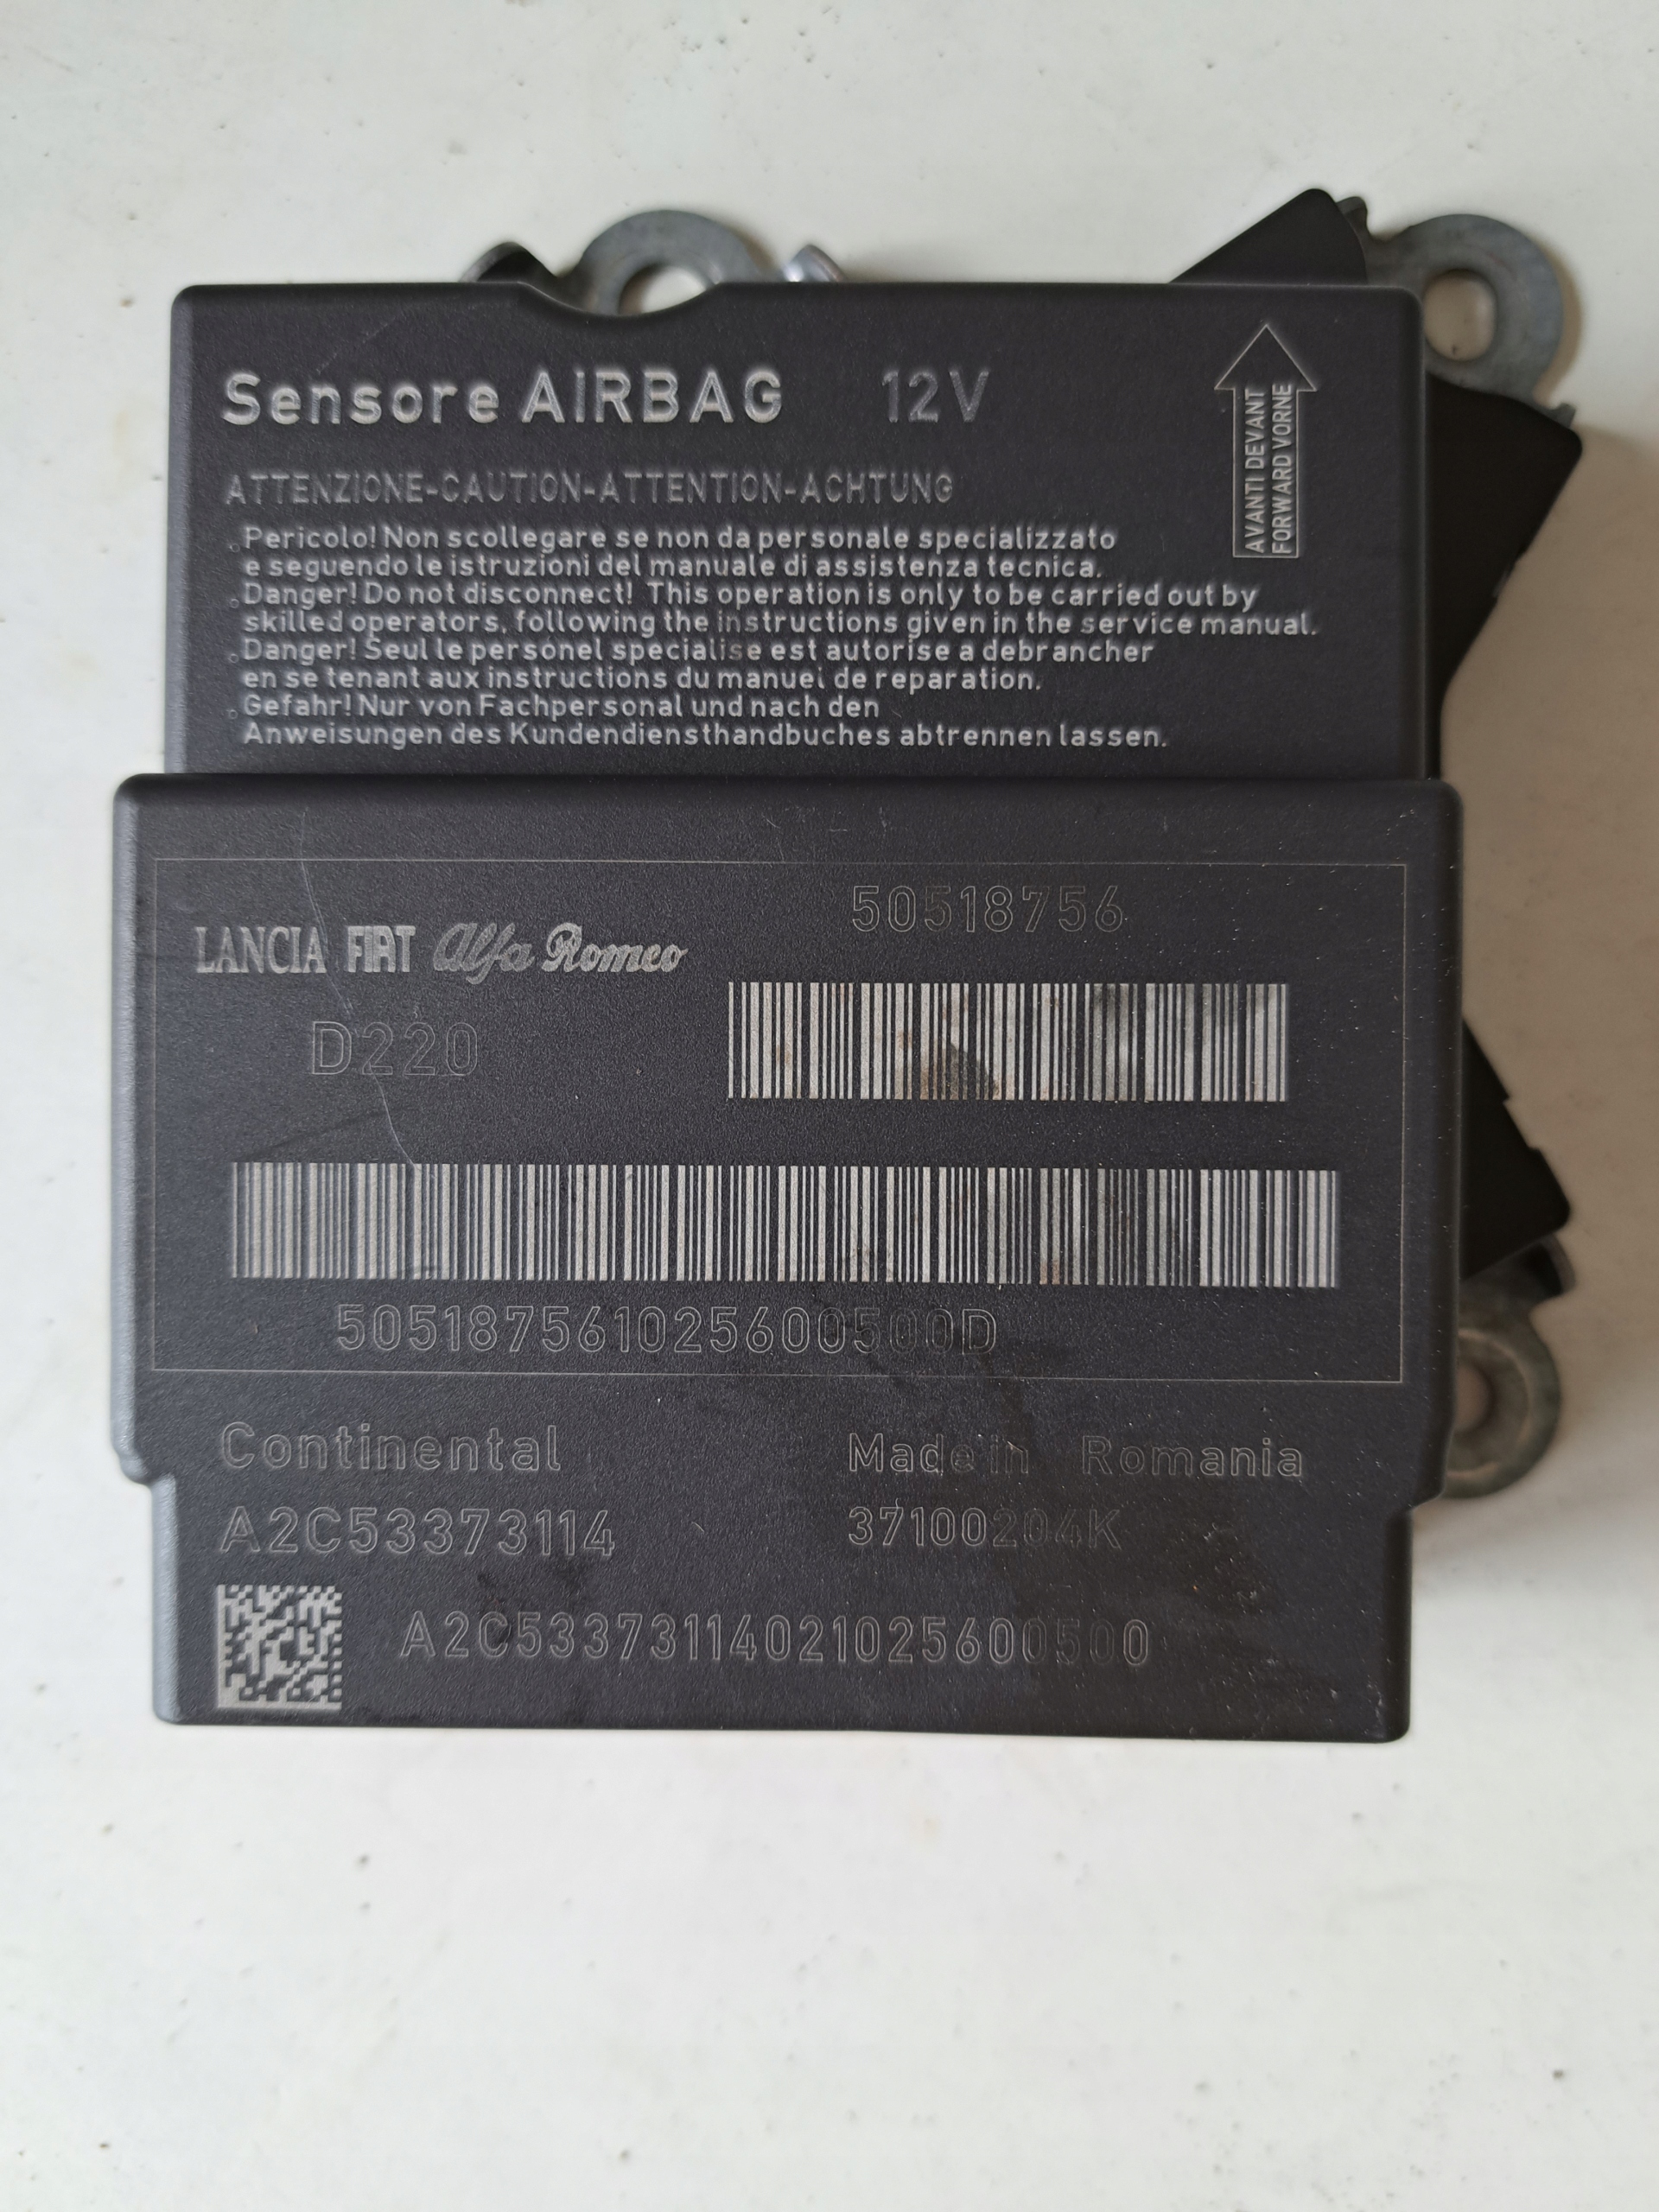 Sensore AIRBAG 12V
AVANTI DEVANT
FORWARD VORNE
ATTENZIONE-CAUTION-ATTENTION-ACHTUNG
.Pericolo! Non scollegare se non da personale specializzato
e seguendo le istruzioni del manuale di assistenza tecnica.
.Danger! Do not disconnect! This operation is only to be carried out by
skilled operators, following the instructions given in the service manual.
.Danger! Seul le personel specialise est autorise a debrancher
en se tenant aux instructions du manuel de reparation.
.Gefahr! Nur von Fachpersonal und nach den
Anweisungen des Kundendiensthandbuches abtrennen lassen.
50518756
LANCIA FIAT Alfa Romeo
D220
505187561025600500D
Continental Made in Romania
A2C53373114 37100204K
A2C53373114021025600500